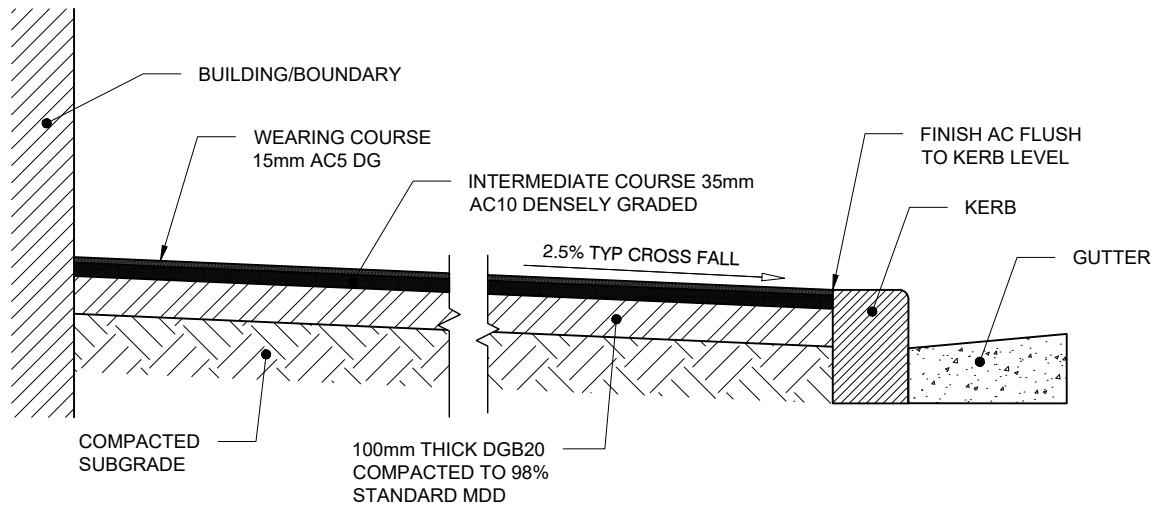 BUILDING/BOUNDARY
WEARING COURSE
15mm AC5 DG
INTERMEDIATE COURSE 35mm
AC10 DENSELY GRADED
2.5% TYP CROSS FALL
FINISH AC FLUSH
TO KERB LEVEL
KERB
GUTTER
COMPACTED
SUBGRADE
100mm THICK DGB20
COMPACTED TO 98%
STANDARD MDD